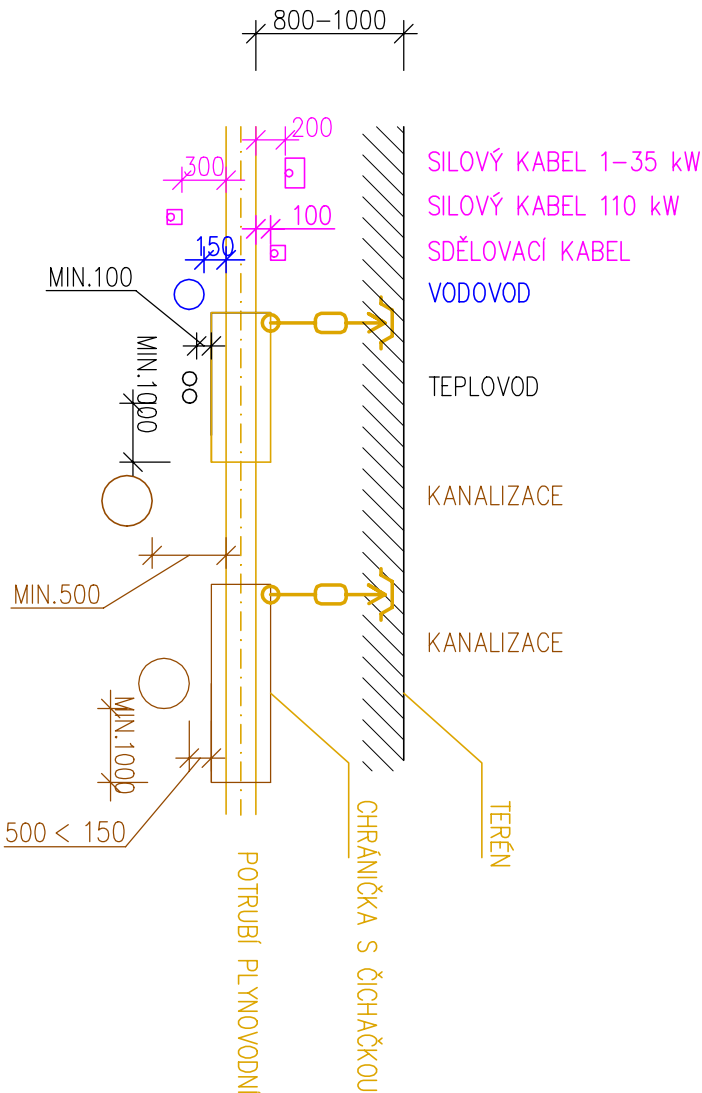 800-1000
200
300
SILOVÝ KABEL 1-35 kW
SILOVÝ KABEL 110 kW
100
150
SDĚLOVACÍ KABEL
MIN.100
VODOVOD
MIN.1000
TEPLOVOD
KANALIZACE
MIN.500
KANALIZACE
MIN.1000
500 < 150
TERÉN
CHRÁNIČKA S ČICHAČKOU
POTRUBÍ PLYNOVODNÍ